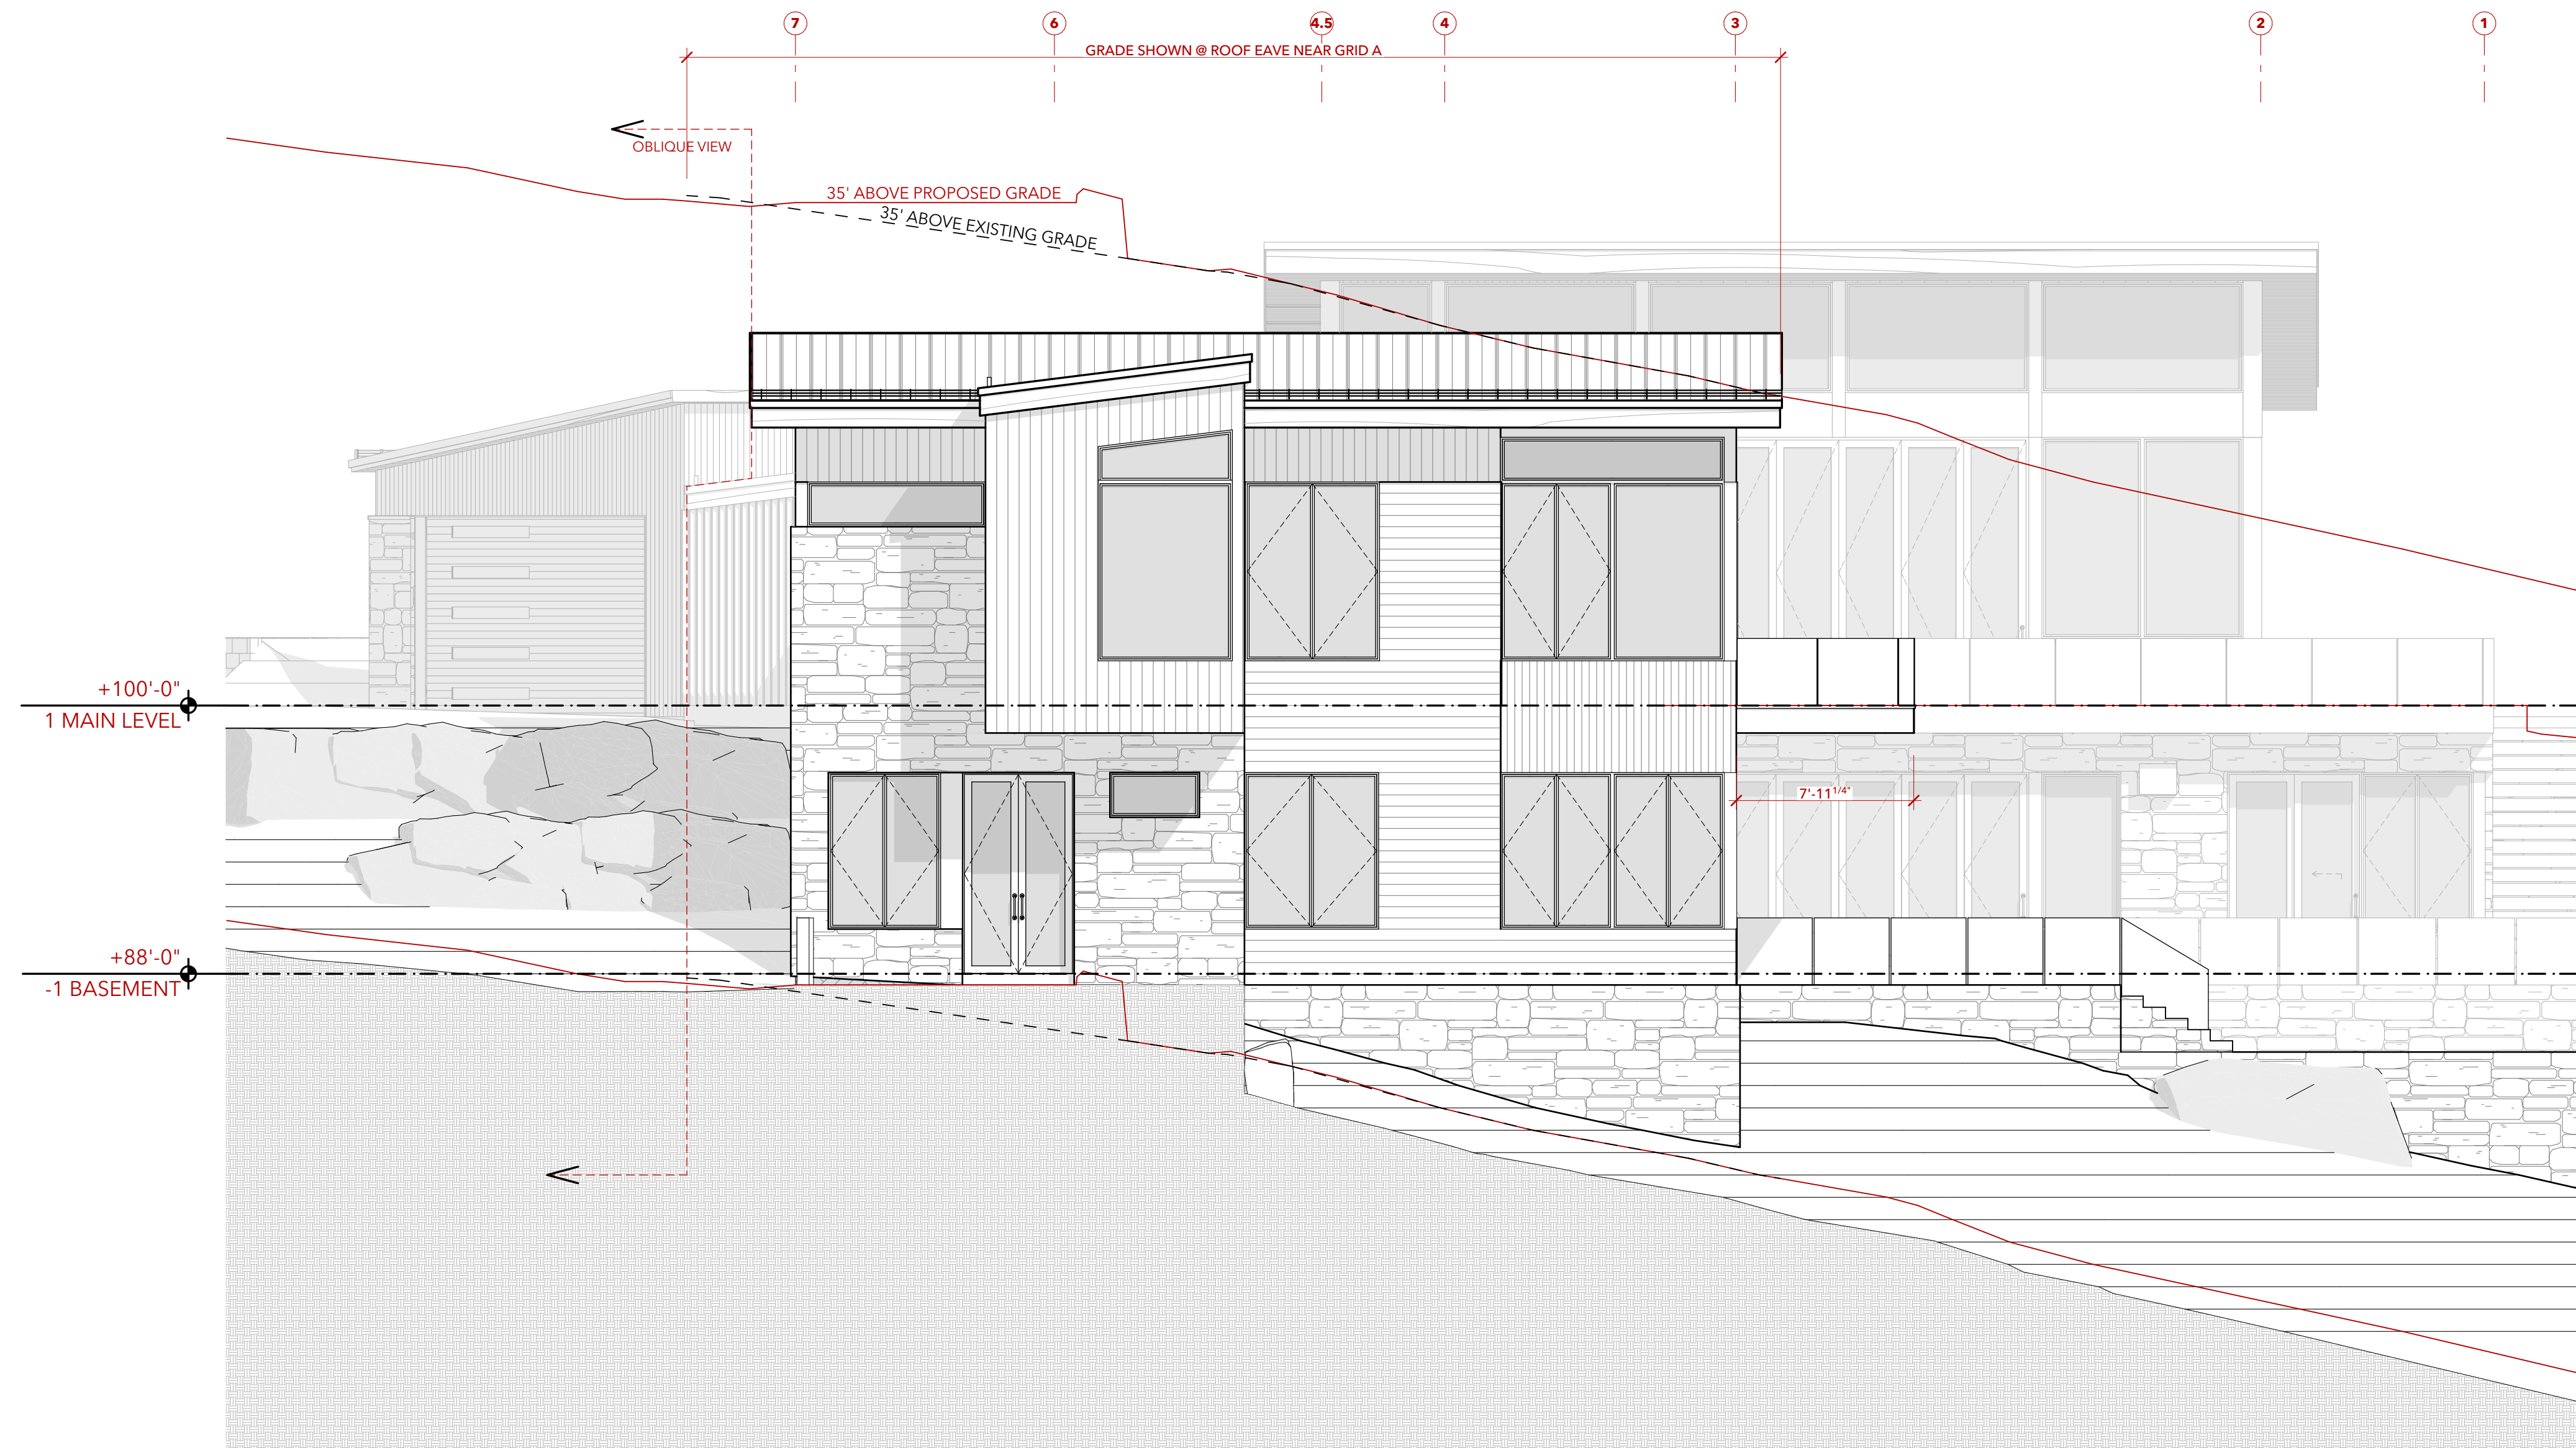 7 6 4.5 4 3 2 1
GRADE SHOWN @ ROOF EAVE NEAR GRID A
OBLIQUE VIEW
35' ABOVE PROPOSED GRADE
35' ABOVE EXISTING GRADE
+100'-0"
1 MAIN LEVEL
7'-11 1/4"
+88'-0"
-1 BASEMENT